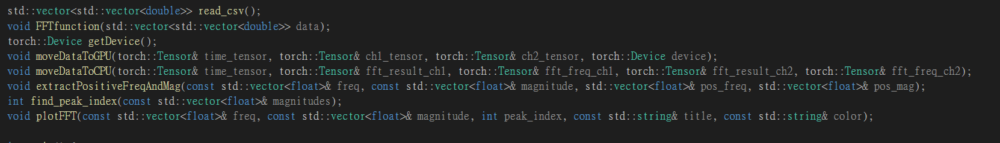 std::vector<std::vector<double>> read_csv();
void FFTfunction(std::vector<std::vector<double>> data);
torch::Device getDevice();
void moveDataToGPU(torch::Tensor& time_tensor, torch::Tensor& ch1_tensor, torch::Tensor& ch2_tensor, torch::Device device);
void moveDataToCPU(torch::Tensor& time_tensor, torch::Tensor& fft_result_ch1, torch::Tensor& fft_freq_ch1, torch::Tensor& fft_result_ch2, torch::Tensor& fft_freq_ch2);
void extractPositiveFreqAndMag(const std::vector<float>& freq, const std::vector<float>& magnitude, std::vector<float>& pos_freq, std::vector<float>& pos_mag);
int find_peak_index(const std::vector<float>& magnitudes);
void plotFFT(const std::vector<float>& freq, const std::vector<float>& magnitude, int peak_index, const std::string& title, const std::string& color);